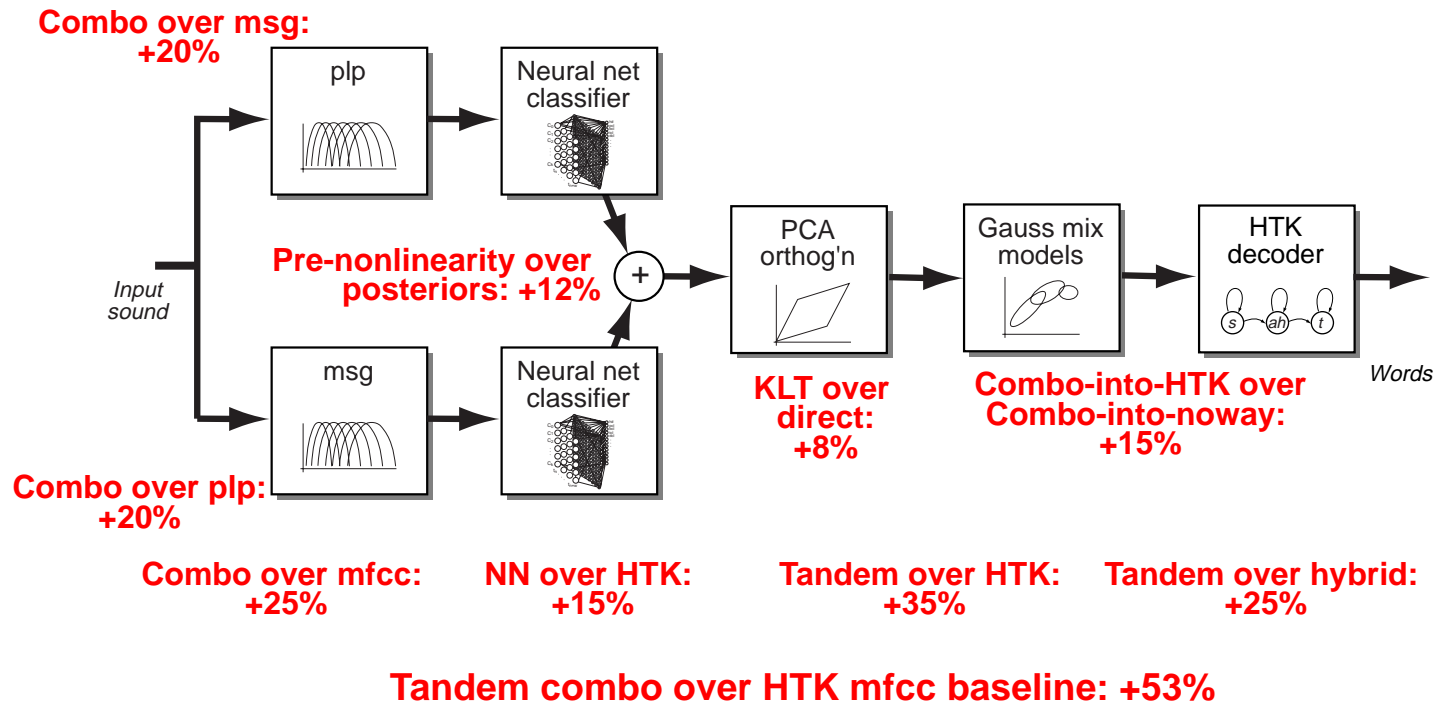 Combo over msg:
+20%
plp
Neural net
classifier
Pre-nonlinearity over
posteriors: +12%
+
Input
sound
PCA
orthog'n
Gauss mix
models
HTK
decoder
s
ah
t
Words
msg
Neural net
classifier
KLT over
direct:
+8%
Combo-into-HTK over
Combo-into-noway:
+15%
Combo over plp:
+20%
Combo over mfcc:
+25%
NN over HTK:
+15%
Tandem over HTK:
+35%
Tandem over hybrid:
+25%
Tandem combo over HTK mfcc baseline: +53%